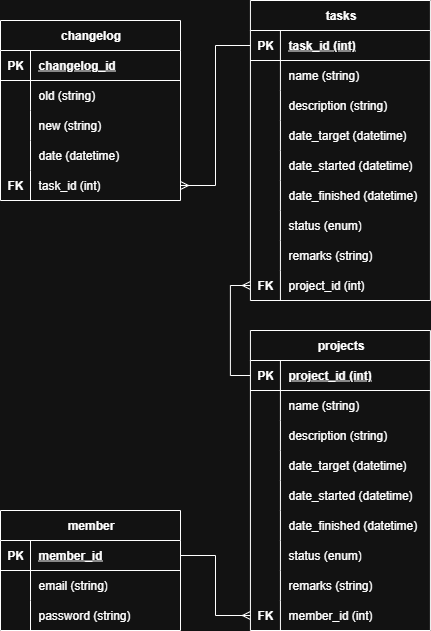 changelog
PK changelog_id
old (string)
new (string)
date (datetime)
FK task_id (int)
tasks
PK task_id (int)
name (string)
description (string)
date_target (datetime)
date_started (datetime)
date_finished (datetime)
status (enum)
remarks (string)
FK project_id (int)
projects
PK project_id (int)
name (string)
description (string)
date_target (datetime)
date_started (datetime)
date_finished (datetime)
status (enum)
remarks (string)
FK member_id (int)
member
PK member_id
email (string)
password (string)